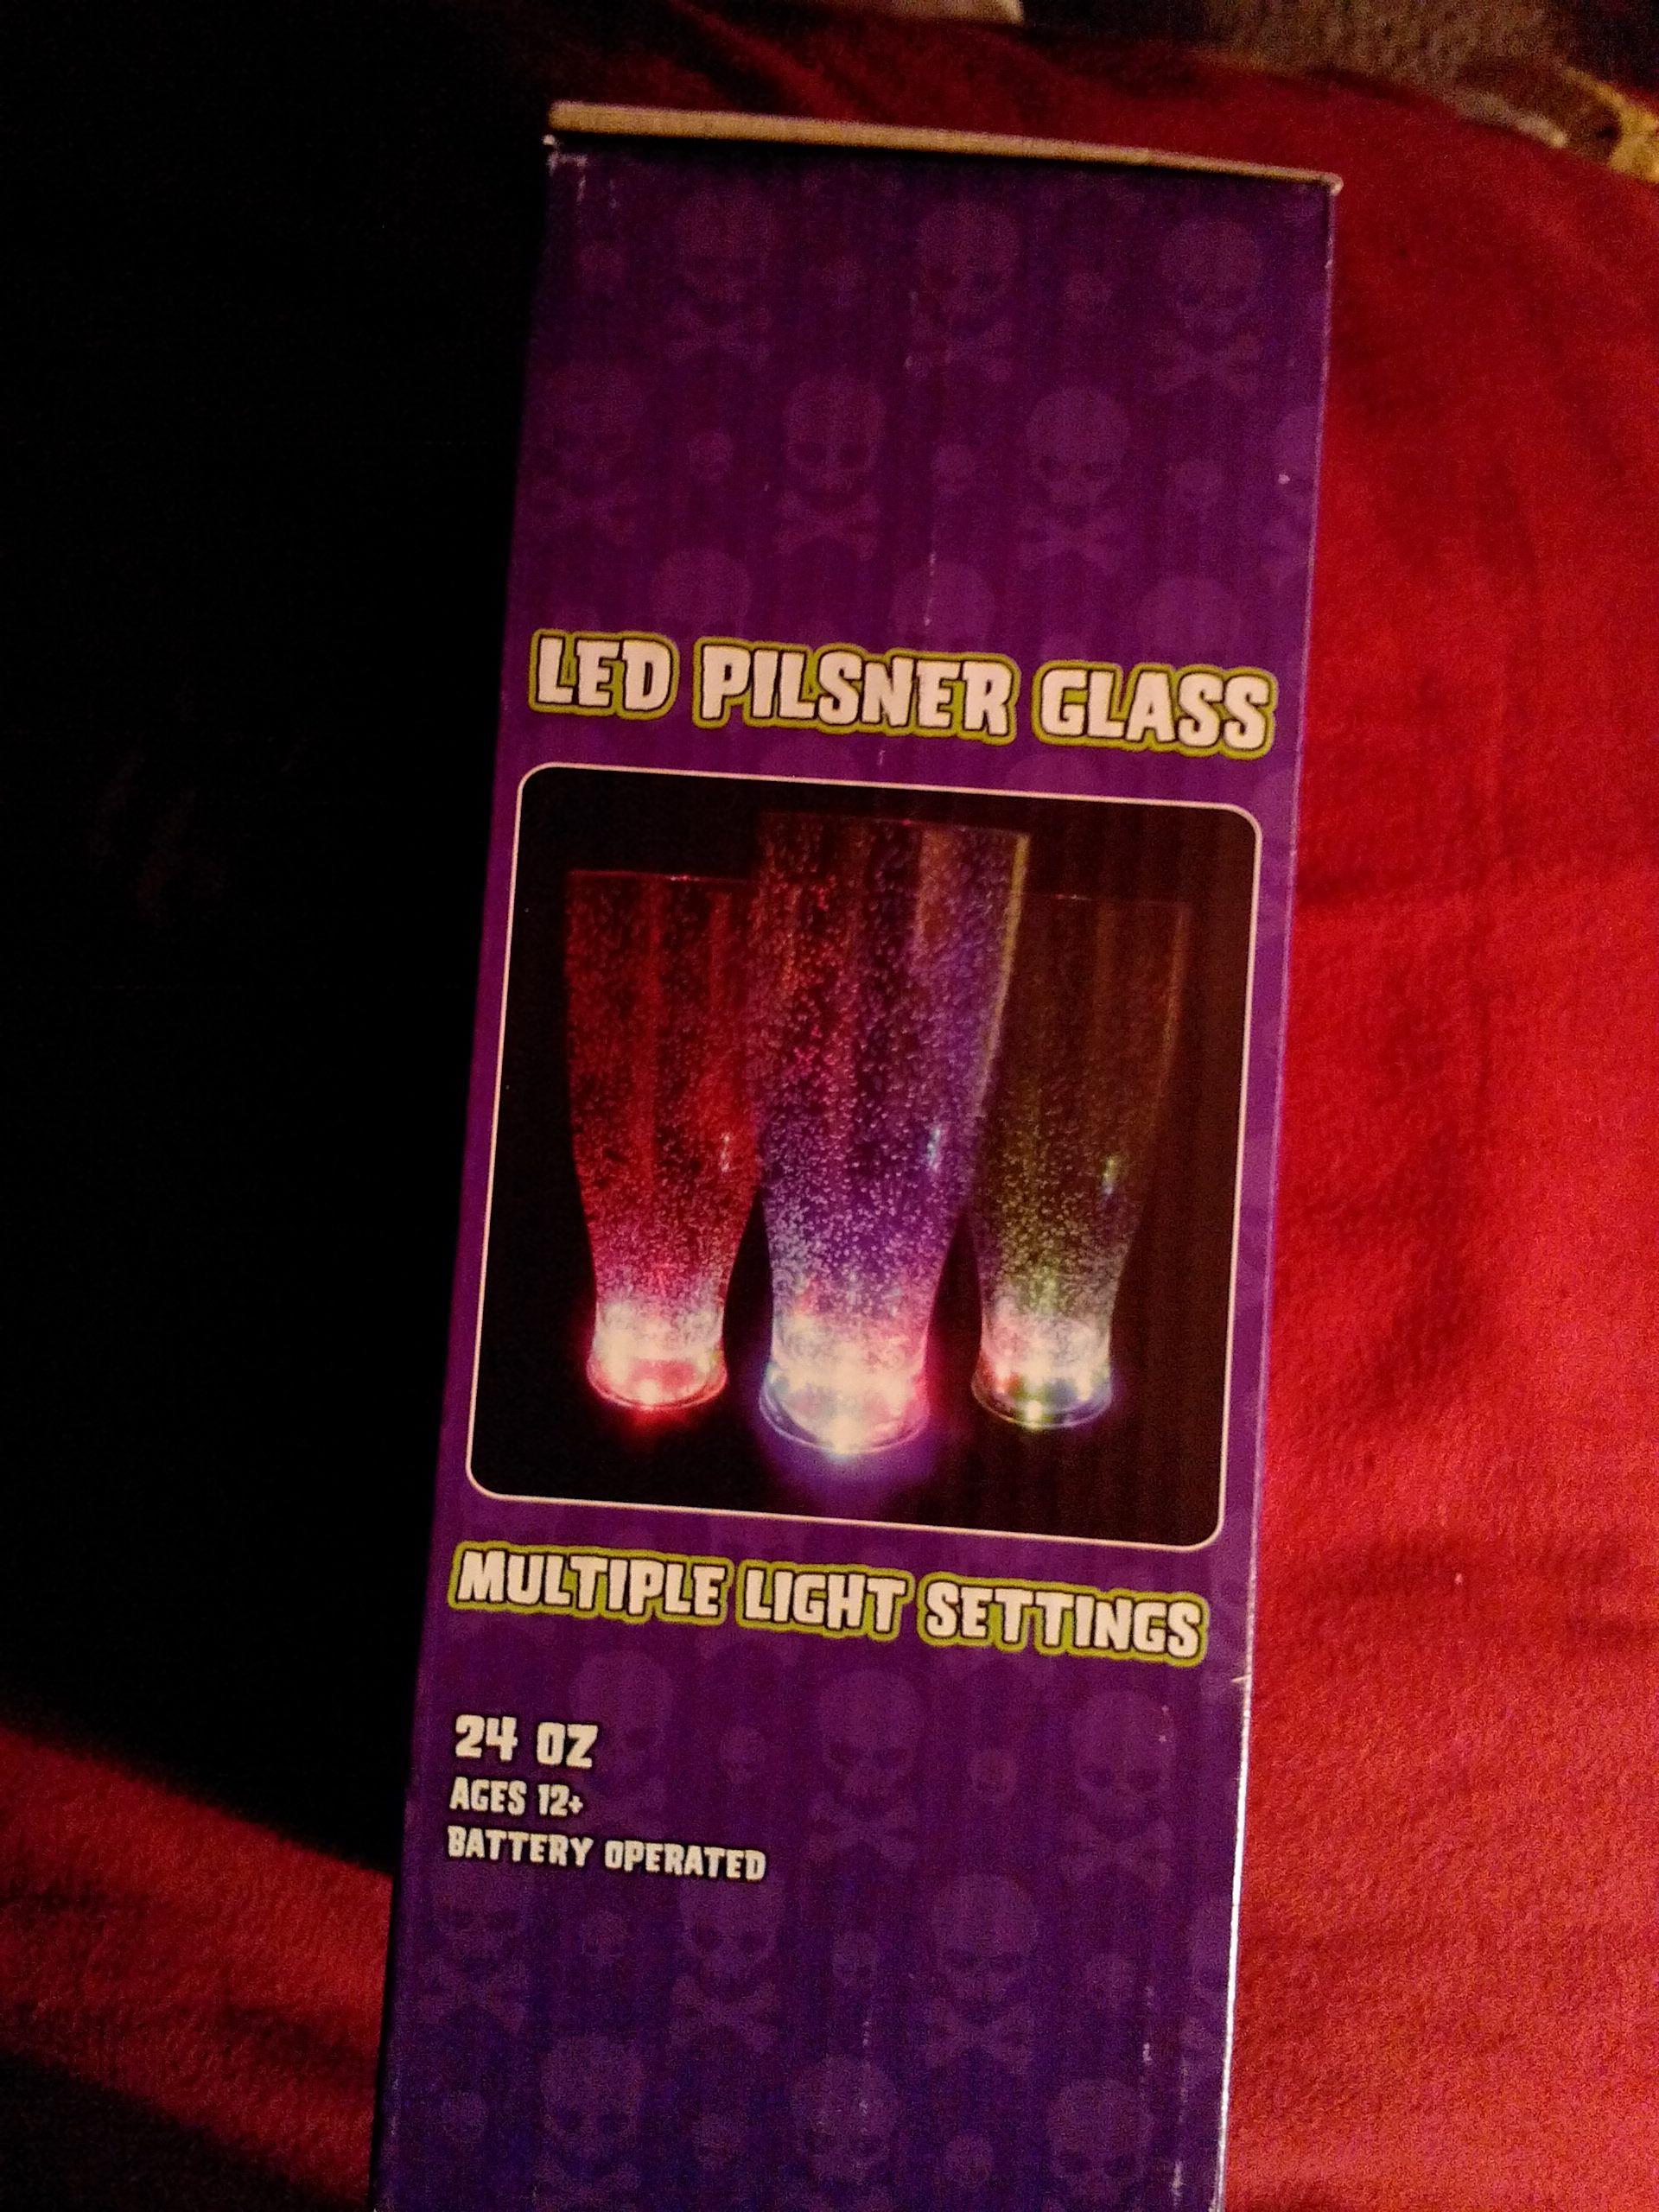 LED PILSNER GLASS
MULTIPLE LIGHT SETTINGS
24 OZ
AGES 12+
BATTERY OPERATED